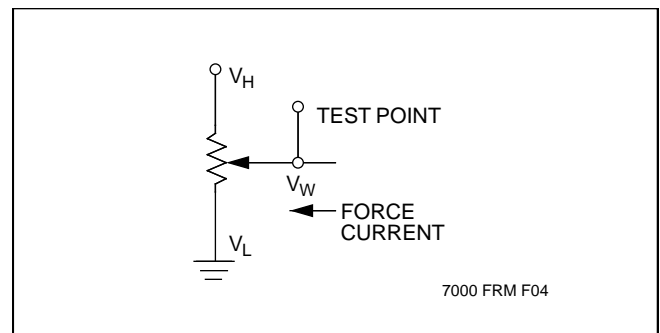 VH
TEST POINT
VW
FORCE
CURRENT
VL
7000 FRM F04